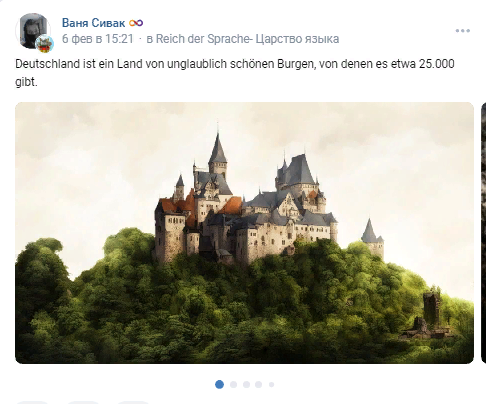 Ваня Сивак
6 фев в 15:21 · в Reich der Sprache- Царство языка
Deutschland ist ein Land von unglaublich schönen Burgen, von denen es etwa 25.000
gibt.